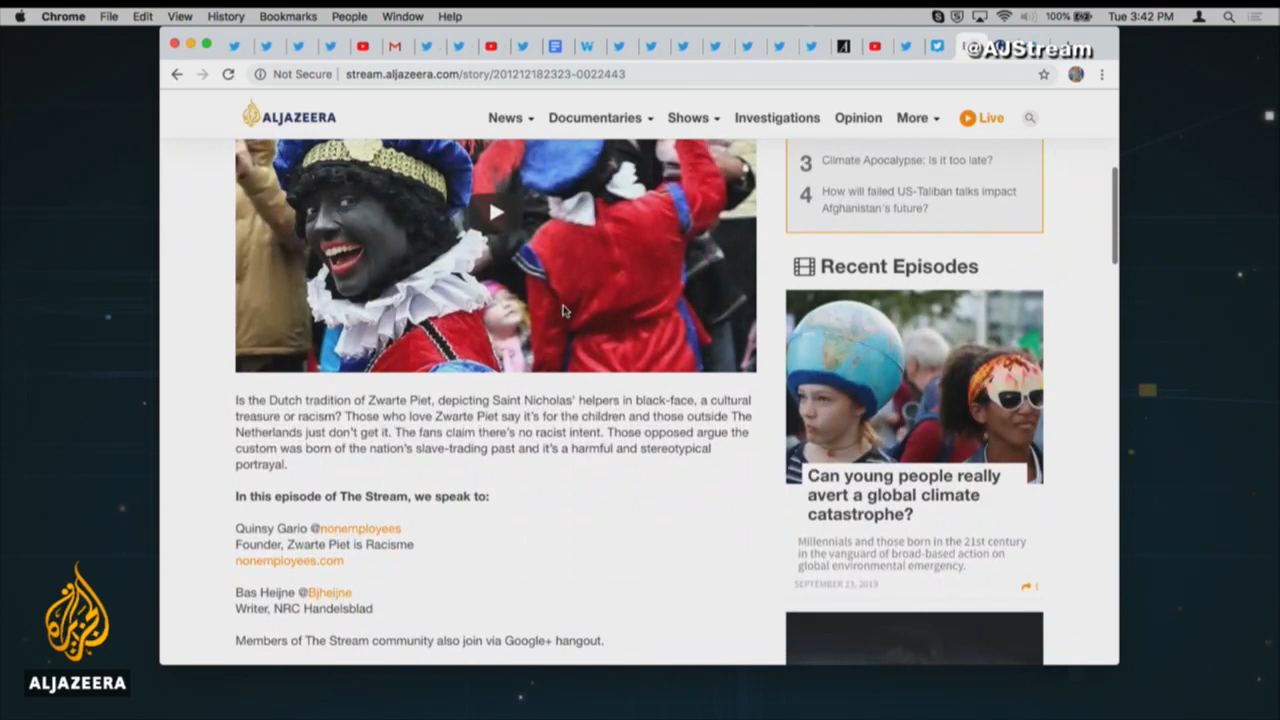 Chrome File Edit View History Bookmarks People Window Help
100%
Tue 3:42 PM
@AJStream
Not Secure stream.aljazeera.com/story/201212182323-0022443
ALJAZEERA
News Documentaries Shows Investigations Opinion More Live
3 Climate Apocalypse: Is it too late?
4 How will failed US-Taliban talks impact
Afghanistan's future?
Recent Episodes
Is the Dutch tradition of Zwarte Piet, depicting Saint Nicholas' helpers in black-face, a cultural
treasure or racism? Those who love Zwarte Piet say it's for the children and those outside The
Netherlands just don't get it. The fans claim there's no racist intent. Those opposed argue the
custom was born of the nation's slave-trading past and it's a harmful and stereotypical
portrayal.
In this episode of The Stream, we speak to:
Quinsy Gario @nonemployees
Founder, Zwarte Piet is Racisme
nonemployees.com
Bas Heijne @Bjheijne
Writer, NRC Handelsblad
Members of The Stream community also join via Google+ hangout.
Can young people really
avert a global climate
catastrophe?
Millennials and those born in the 21st century
in the vanguard of broad-based action on
global environmental emergency.
SEPTEMBER 23, 2019
1
الجزيرة
ALJAZEERA